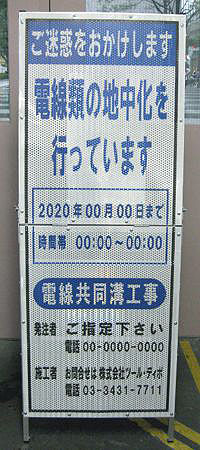 ご迷惑をおかけします
電線類の地中化を
行っています
2020年00月00日まで
時間帯 00:00～00:00
電線共同溝工事
発注者 ご指定下さい
電話 00-0000-0000
施工者 お問合せは 株式会社ツール・ディポ
電話 03-3431-7711